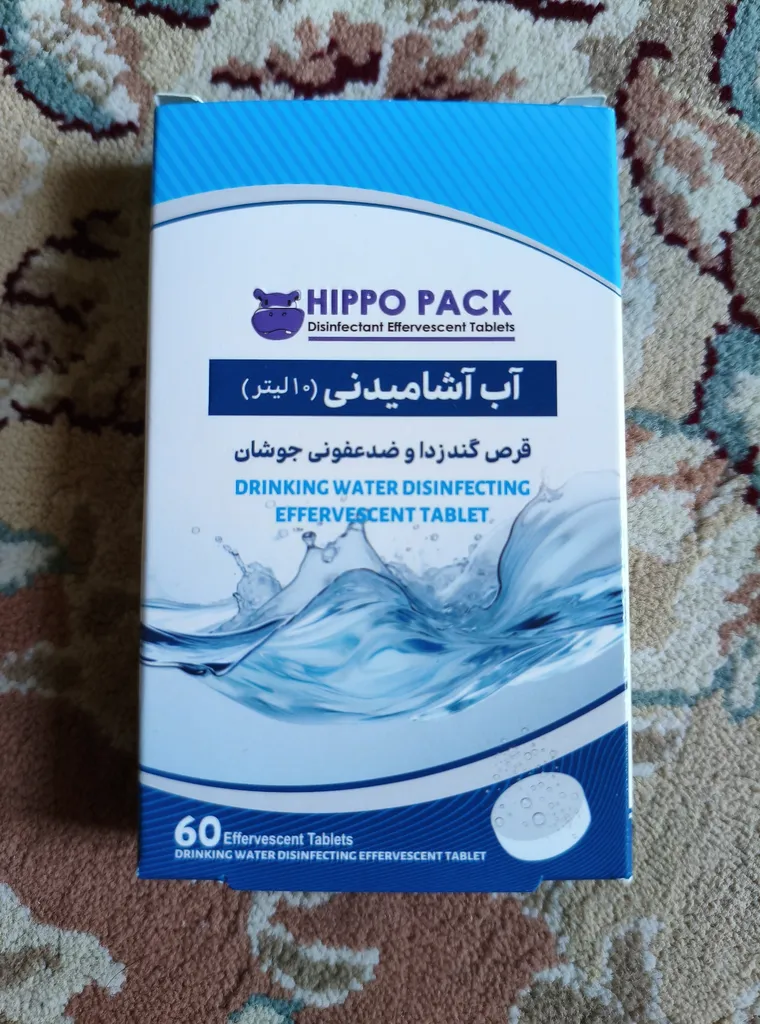 HIPPO PACK
Disinfectant Effervescent Tablets
آب آشامیدنی (۱۰ لیتر)
قرص گندزدا و ضدعفونی جوشان
DRINKING WATER DISINFECTING
EFFERVESCENT TABLET
60 Effervescent Tablets
DRINKING WATER DISINFECTING EFFERVESCENT TABLET